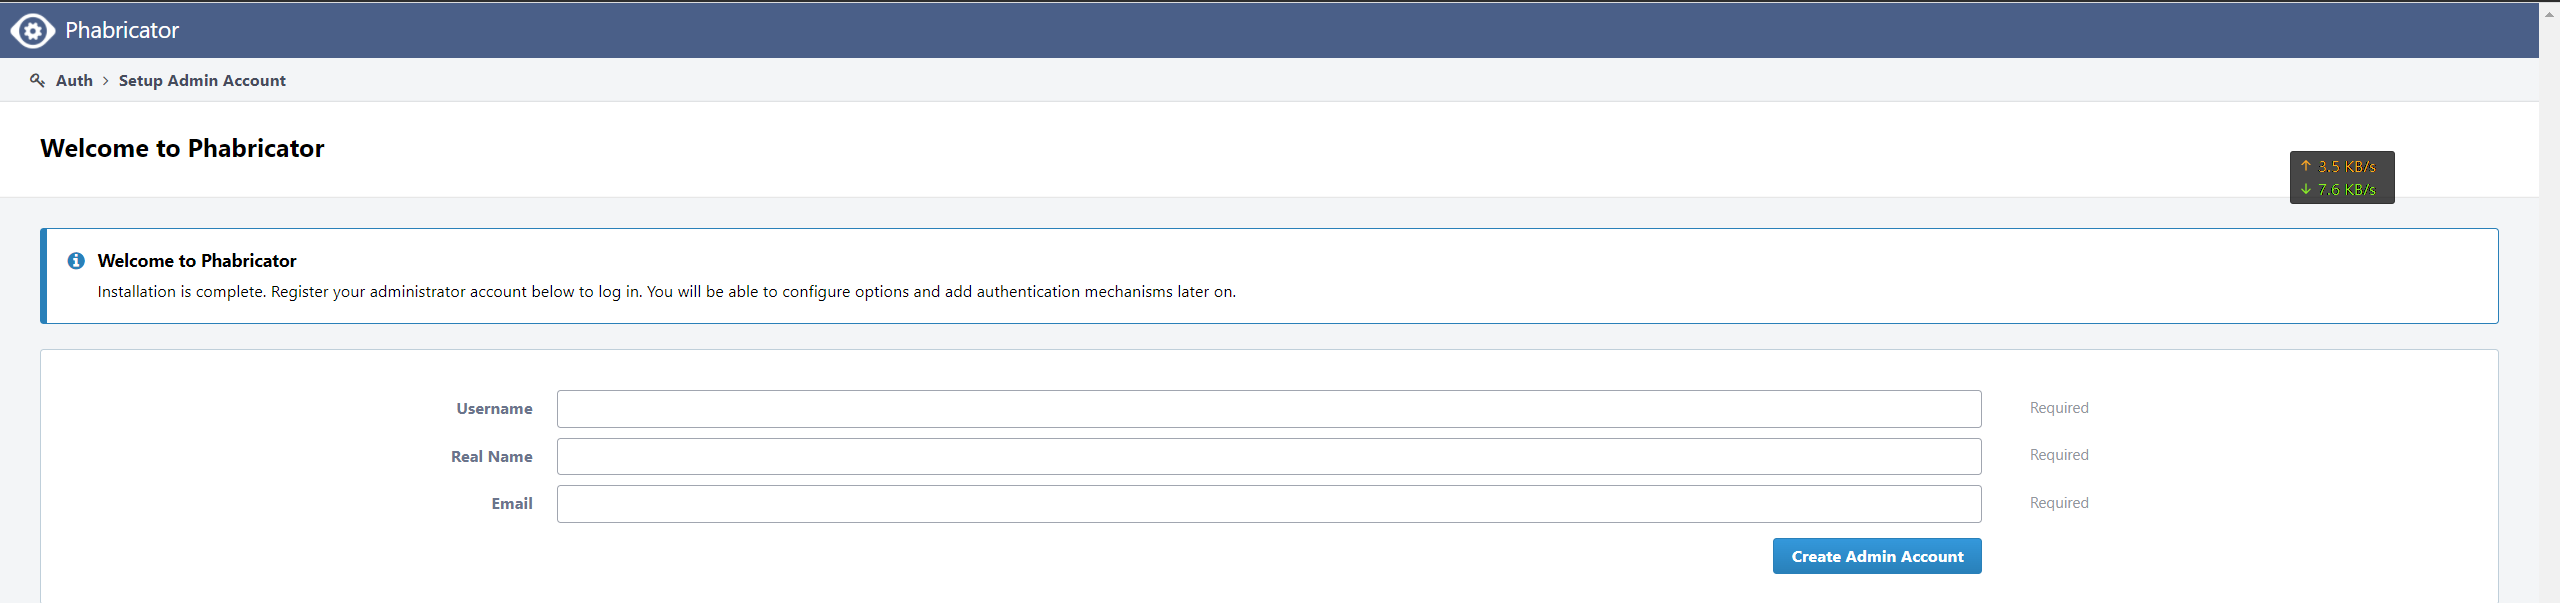 Phabricator
Auth > Setup Admin Account
Welcome to Phabricator
↑ 3.5 KB/s
↓ 7.6 KB/s
Welcome to Phabricator
Installation is complete. Register your administrator account below to log in. You will be able to configure options and add authentication mechanisms later on.
Username Required
Real Name Required
Email Required
Create Admin Account